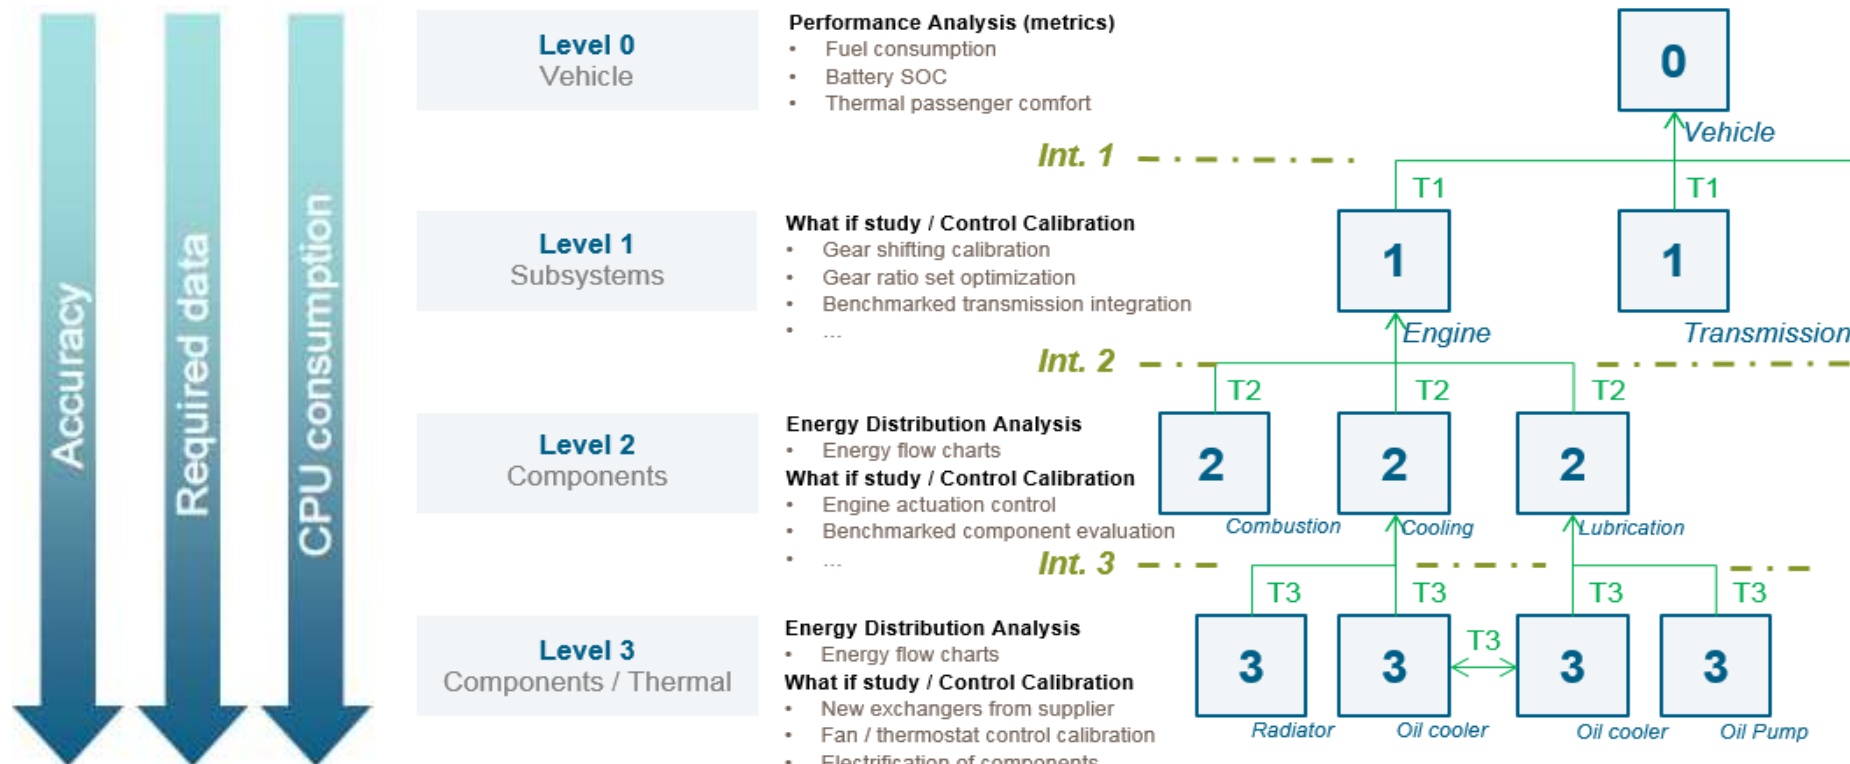 Accuracy
Required data
CPU consumption
Level 0
Vehicle
Performance Analysis (metrics)
• Fuel consumption
• Battery SOC
• Thermal passenger comfort
0
Vehicle
Int. 1
T1
T1
Level 1
Subsystems
What if study / Control Calibration
• Gear shifting calibration
• Gear ratio set optimization
• Benchmarked transmission integration
• ...
1
1
Engine
Transmission
Int. 2
T2
T2
T2
Level 2
Components
Energy Distribution Analysis
• Energy flow charts
What if study / Control Calibration
• Engine actuation control
• Benchmarked component evaluation
• ...
2
2
2
Combustion
Cooling
Lubrication
Int. 3
T3
T3
T3
T3
Level 3
Components / Thermal
Energy Distribution Analysis
• Energy flow charts
What if study / Control Calibration
• New exchangers from supplier
• Fan / thermostat control calibration
• Electrification of components
3
3
T3
3
3
Radiator
Oil cooler
Oil cooler
Oil Pump